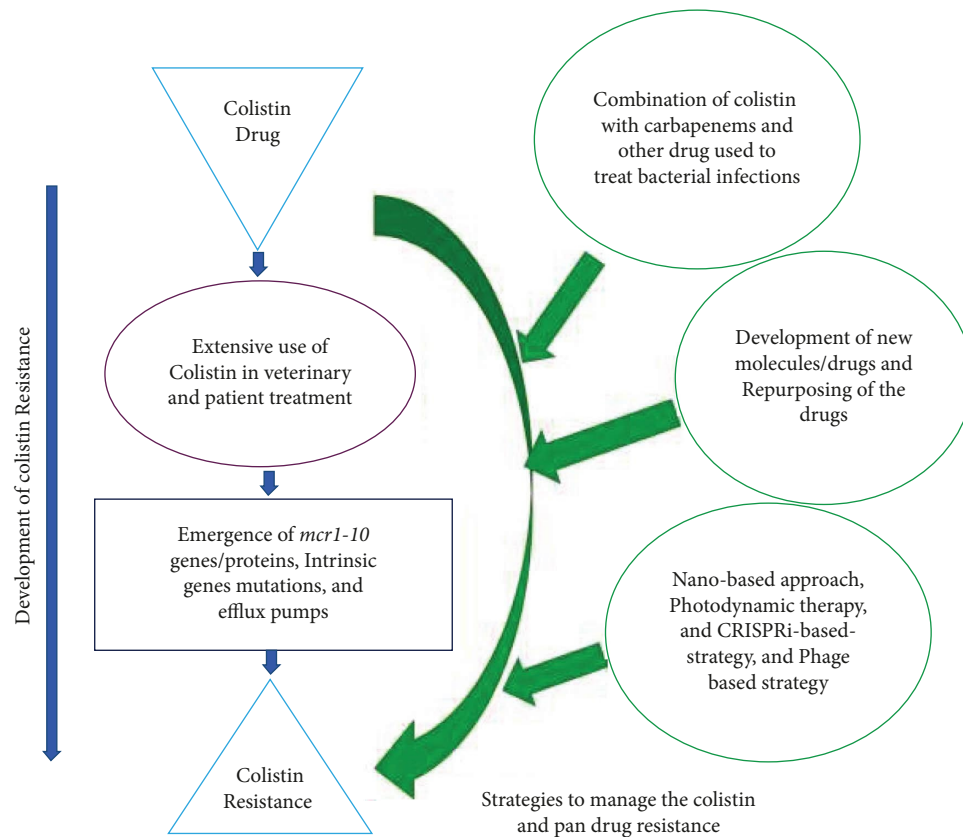 Colistin
Drug
Extensive use of
Colistin in veterinary
and patient treatment
Emergence of mcr1-10
genes/proteins, Intrinsic
genes mutations, and
efflux pumps
Colistin
Resistance
Development of colistin Resistance
Combination of colistin
with carbapenems and
other drug used to
treat bacterial infections
Development of new
molecules/drugs and
Repurposing of the
drugs
Nano-based approach,
Photodynamic therapy,
and CRISPRi-based-
strategy, and Phage
based strategy
Strategies to manage the colistin
and pan drug resistance